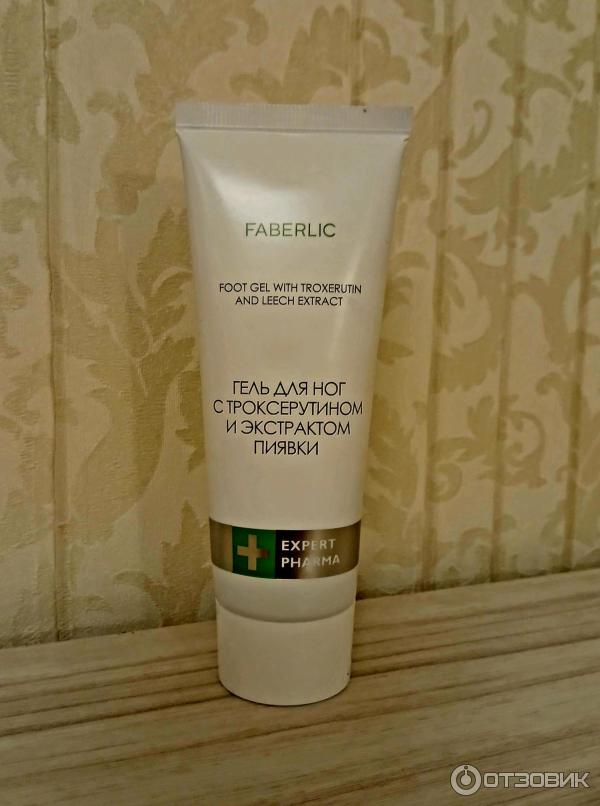 FABERLIC
FOOT GEL WITH TROXERUTIN
AND LEECH EXTRACT
ГЕЛЬ ДЛЯ НОГ
С ТРОКСЕРУТИНОМ
И ЭКСТРАКТОМ
ПИЯВКИ
EXPERT
PHARMA
ОТЗОВИК